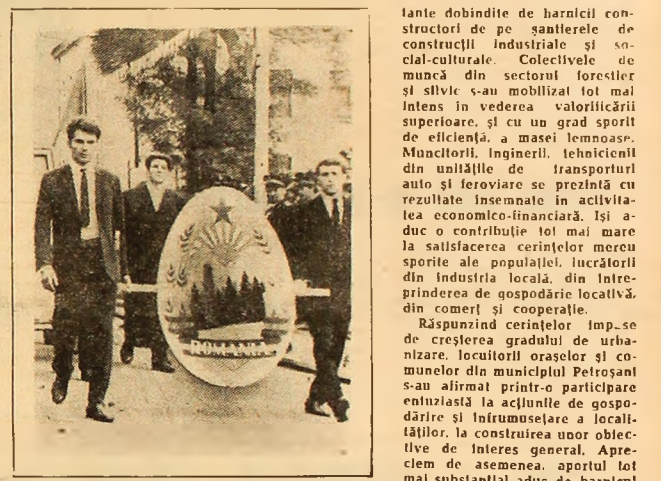 ROMANIA
tante dobîndite de harnicii con-
structori de pe șantierele de
construcții industriale și so-
cial-culturale. Colectivele de
muncă din sectorul forestier
și silvic s-au mobilizat tot mai
intens în vederea valorificării
superioare, și cu un grad sporit
de eficiență, a masei lemnoase.
Muncitorii, inginerii, tehnicienii
din unitățile de transporturi
auto și feroviare se prezintă cu
rezultate însemnate în activita-
tea economico-financiară. Iși a-
duc o contribuție tot mai mare
la satisfacerea cerințelor mereu
sporite ale populației, lucrătorii
din industria locală, din între-
prinderea de gospodărie locativă,
din comerț și cooperație.
Răspunzind cerințelor impuse
de creșterea gradului de urba-
nizare, locuitorii orașelor și co-
munelor din municipiul Petroșani
s-au afirmat printr-o participare
entuziastă la acțiunile de gospo-
dărire și înfrumusețare a locali-
tăților, la construirea unor obiec-
tive de interes general. Apre-
ciem de asemenea, aportul tot
mai substanțial adus de harnicii